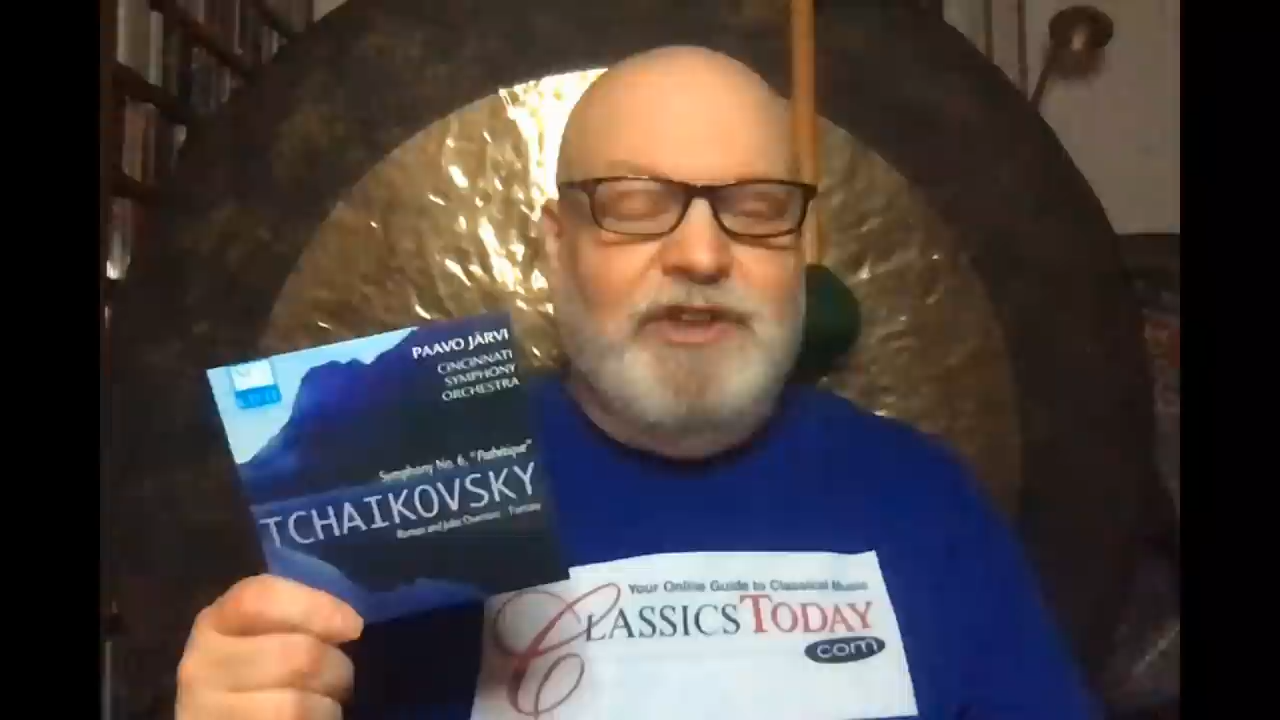 PAAVO JÄRVI
CINCINNATI
SYMPHONY
ORCHESTRA
Symphony No. 6, "Pathétique"
TCHAIKOVSKY
Romeo and Juliet Overture - Fantasy
Your Online Guide to Classical Music
CLASSICSTODAY
com